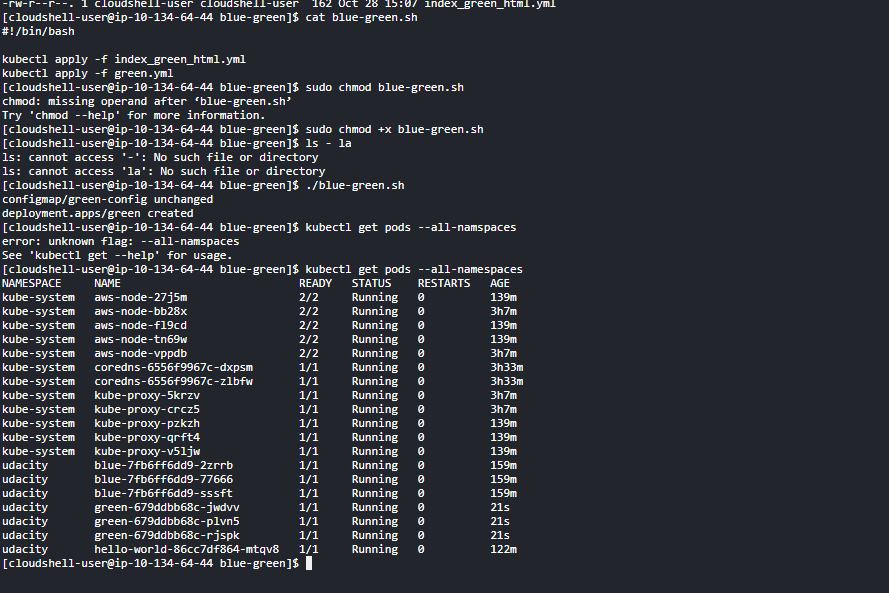 -rw-r--r--. 1 cloudshell-user cloudshell-user  162 Oct 28 15:07 index_green_html.yml
[cloudshell-user@ip-10-134-64-44 blue-green]$ cat blue-green.sh
#!/bin/bash

kubectl apply -f index_green_html.yml
kubectl apply -f green.yml
[cloudshell-user@ip-10-134-64-44 blue-green]$ sudo chmod blue-green.sh
chmod: missing operand after ‘blue-green.sh’
Try 'chmod --help' for more information.
[cloudshell-user@ip-10-134-64-44 blue-green]$ sudo chmod +x blue-green.sh
[cloudshell-user@ip-10-134-64-44 blue-green]$ ls - la
ls: cannot access '-': No such file or directory
ls: cannot access 'la': No such file or directory
[cloudshell-user@ip-10-134-64-44 blue-green]$ ./blue-green.sh
configmap/green-config unchanged
deployment.apps/green created
[cloudshell-user@ip-10-134-64-44 blue-green]$ kubectl get pods --all-namspaces
error: unknown flag: --all-namspaces
See 'kubectl get --help' for usage.
[cloudshell-user@ip-10-134-64-44 blue-green]$ kubectl get pods --all-namespaces
NAMESPACE     NAME                           READY   STATUS    RESTARTS   AGE
kube-system   aws-node-27j5m                 2/2     Running   0          139m
kube-system   aws-node-bb28x                 2/2     Running   0          3h7m
kube-system   aws-node-fl9cd                 2/2     Running   0          139m
kube-system   aws-node-tn69w                 2/2     Running   0          139m
kube-system   aws-node-vppdb                 2/2     Running   0          3h7m
kube-system   coredns-6556f9967c-dxpsm       1/1     Running   0          3h33m
kube-system   coredns-6556f9967c-zlbfw       1/1     Running   0          3h33m
kube-system   kube-proxy-5krzv               1/1     Running   0          3h7m
kube-system   kube-proxy-crcz5               1/1     Running   0          3h7m
kube-system   kube-proxy-pzkzh               1/1     Running   0          139m
kube-system   kube-proxy-qrft4               1/1     Running   0          139m
kube-system   kube-proxy-v5ljw               1/1     Running   0          139m
udacity       blue-7fb6ff6dd9-2zrrb          1/1     Running   0          159m
udacity       blue-7fb6ff6dd9-77666          1/1     Running   0          159m
udacity       blue-7fb6ff6dd9-sssft          1/1     Running   0          159m
udacity       green-679ddbb68c-jwdvv         1/1     Running   0          21s
udacity       green-679ddbb68c-plvn5         1/1     Running   0          21s
udacity       green-679ddbb68c-rjspk         1/1     Running   0          21s
udacity       hello-world-86cc7df864-mtqv8   1/1     Running   0          122m
[cloudshell-user@ip-10-134-64-44 blue-green]$